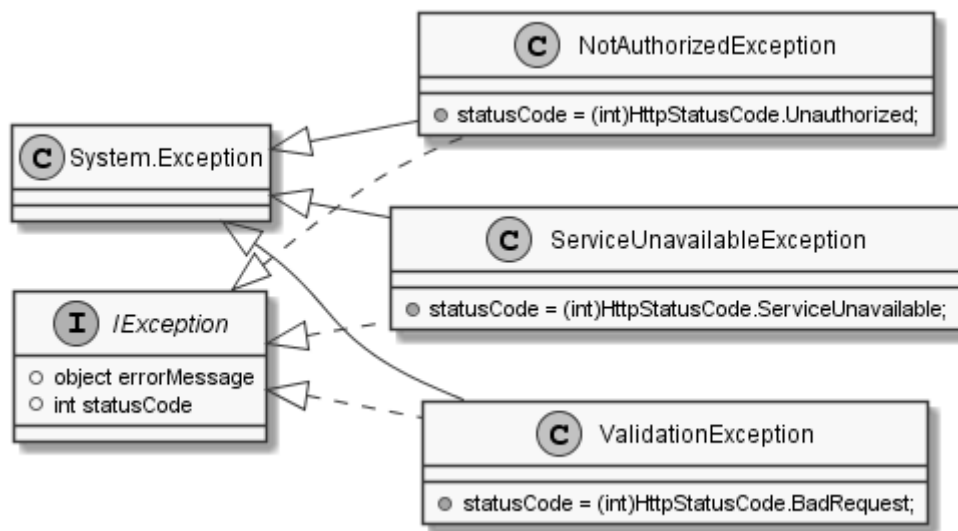 C NotAuthorizedException
statusCode = (int)HttpStatusCode.Unauthorized;
C System.Exception
C ServiceUnavailableException
statusCode = (int)HttpStatusCode.ServiceUnavailable;
I IException
object errorMessage
int statusCode
C ValidationException
statusCode = (int)HttpStatusCode.BadRequest;